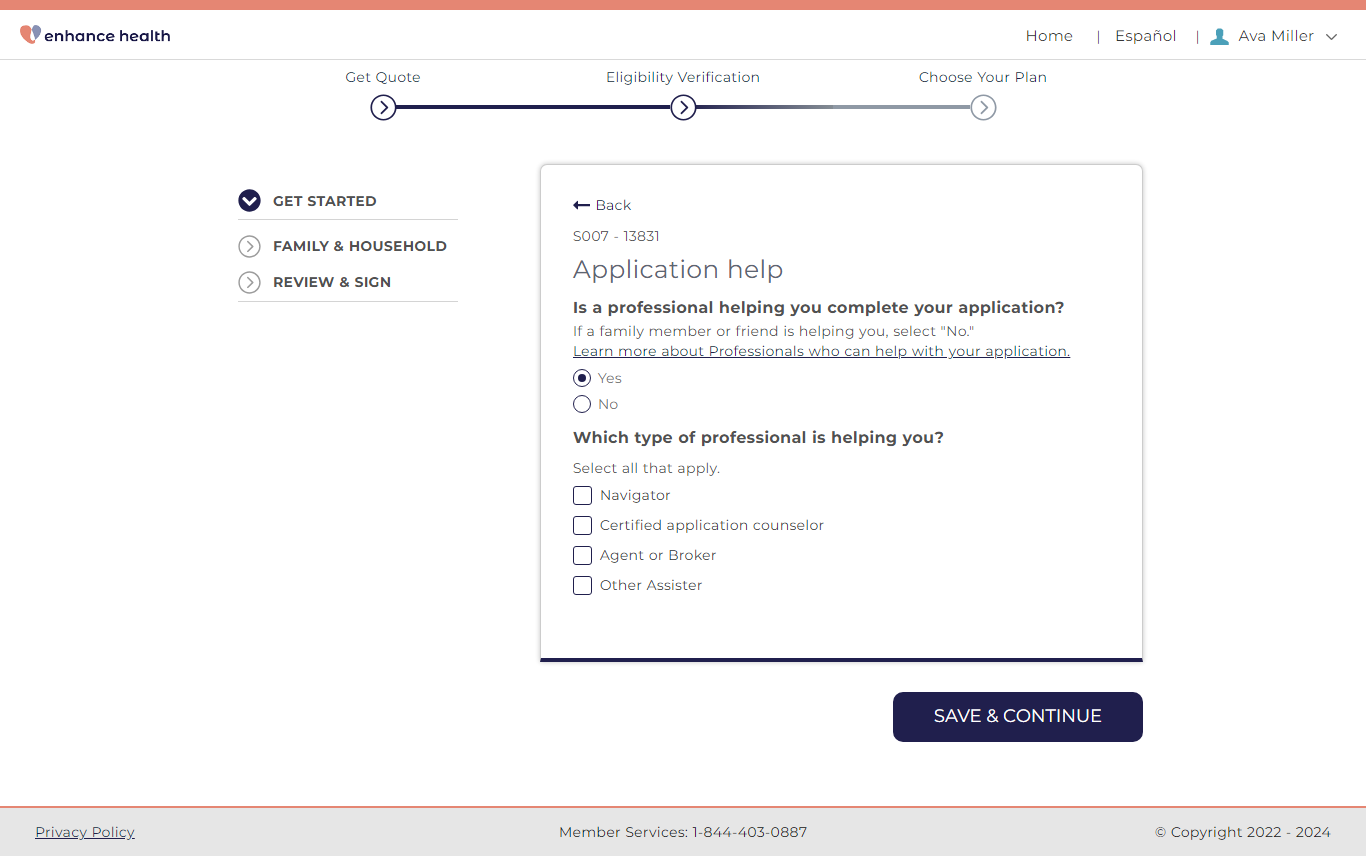 enhance health
Home | Español | Ava Miller
Get Quote
Eligibility Verification
Choose Your Plan
GET STARTED
FAMILY & HOUSEHOLD
REVIEW & SIGN
Back
S007 - 13831
Application help
Is a professional helping you complete your application?
If a family member or friend is helping you, select "No."
Learn more about Professionals who can help with your application.
Yes
No
Which type of professional is helping you?
Select all that apply.
Navigator
Certified application counselor
Agent or Broker
Other Assister
SAVE & CONTINUE
Privacy Policy
Member Services: 1-844-403-0887
© Copyright 2022 - 2024